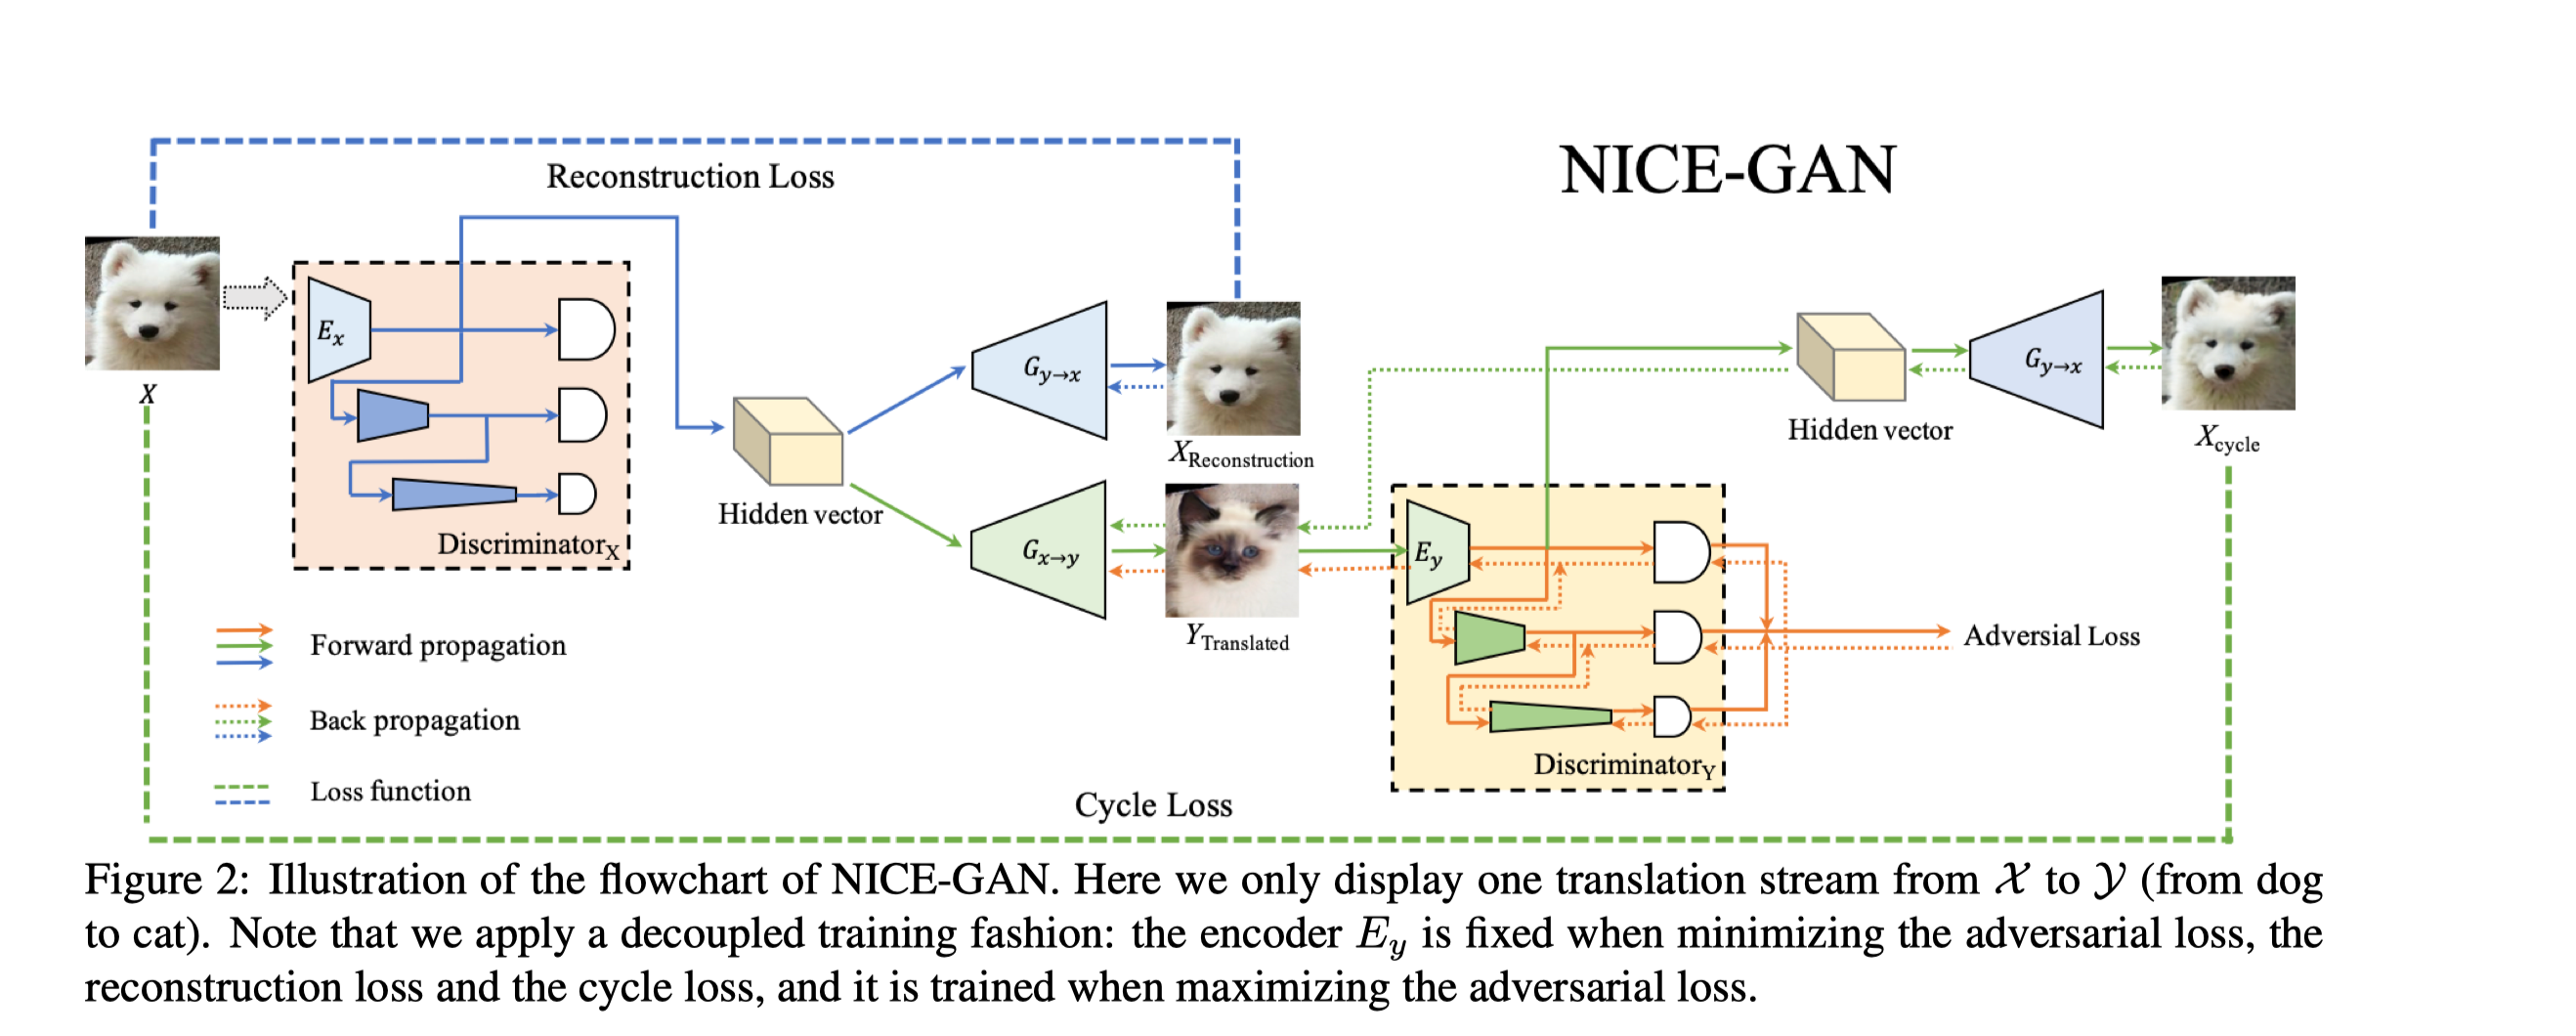 NICE-GAN
Reconstruction Loss
Eₓ
X
Discriminator_X
Hidden vector
G_{y→x}
X_Reconstruction
G_{x→y}
Y_Translated
Hidden vector
G_{y→x}
X_cycle
E_y
Discriminator_Y
Adversial Loss
Forward propagation
Back propagation
Loss function
Cycle Loss
Figure 2: Illustration of the flowchart of NICE-GAN. Here we only display one translation stream from 𝒳 to 𝒴 (from dog
to cat). Note that we apply a decoupled training fashion: the encoder E_y is fixed when minimizing the adversarial loss, the
reconstruction loss and the cycle loss, and it is trained when maximizing the adversarial loss.